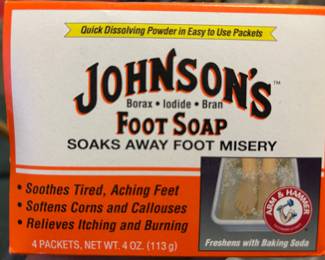 Quick Dissolving Powder in Easy to Use Packets
JOHNSON'S™
Borax • Iodide • Bran
FOOT SOAP
SOAKS AWAY FOOT MISERY
• Soothes Tired, Aching Feet
• Softens Corns and Callouses
• Relieves Itching and Burning
4 PACKETS, NET WT. 4 OZ. (113 g)
ARM & HAMMER
Freshens with Baking Soda